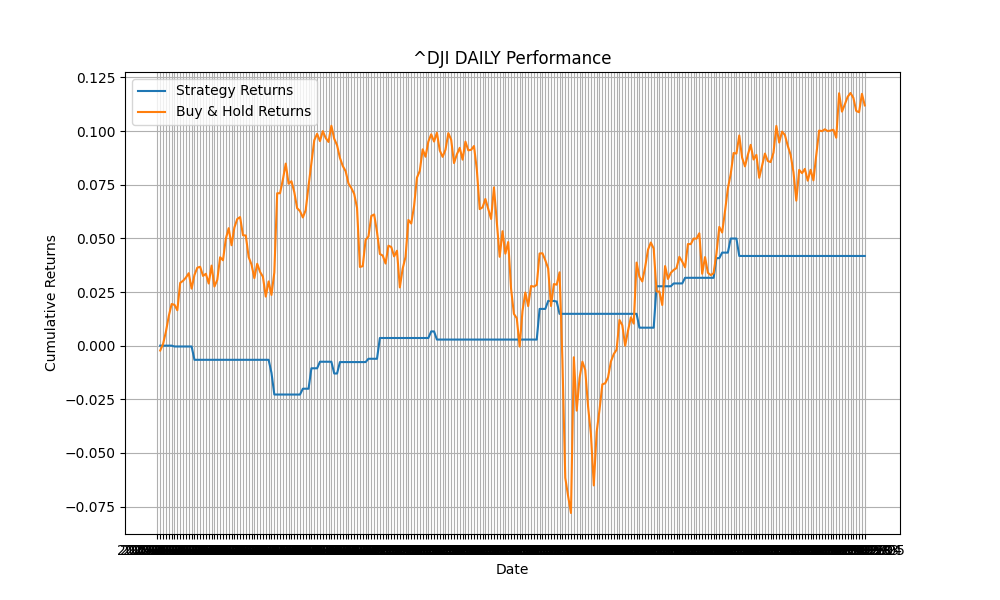 ^DJI DAILY Performance
Strategy Returns
Buy & Hold Returns
0.125
0.100
0.075
0.050
0.025
0.000
−0.025
−0.050
−0.075
Cumulative Returns
Date